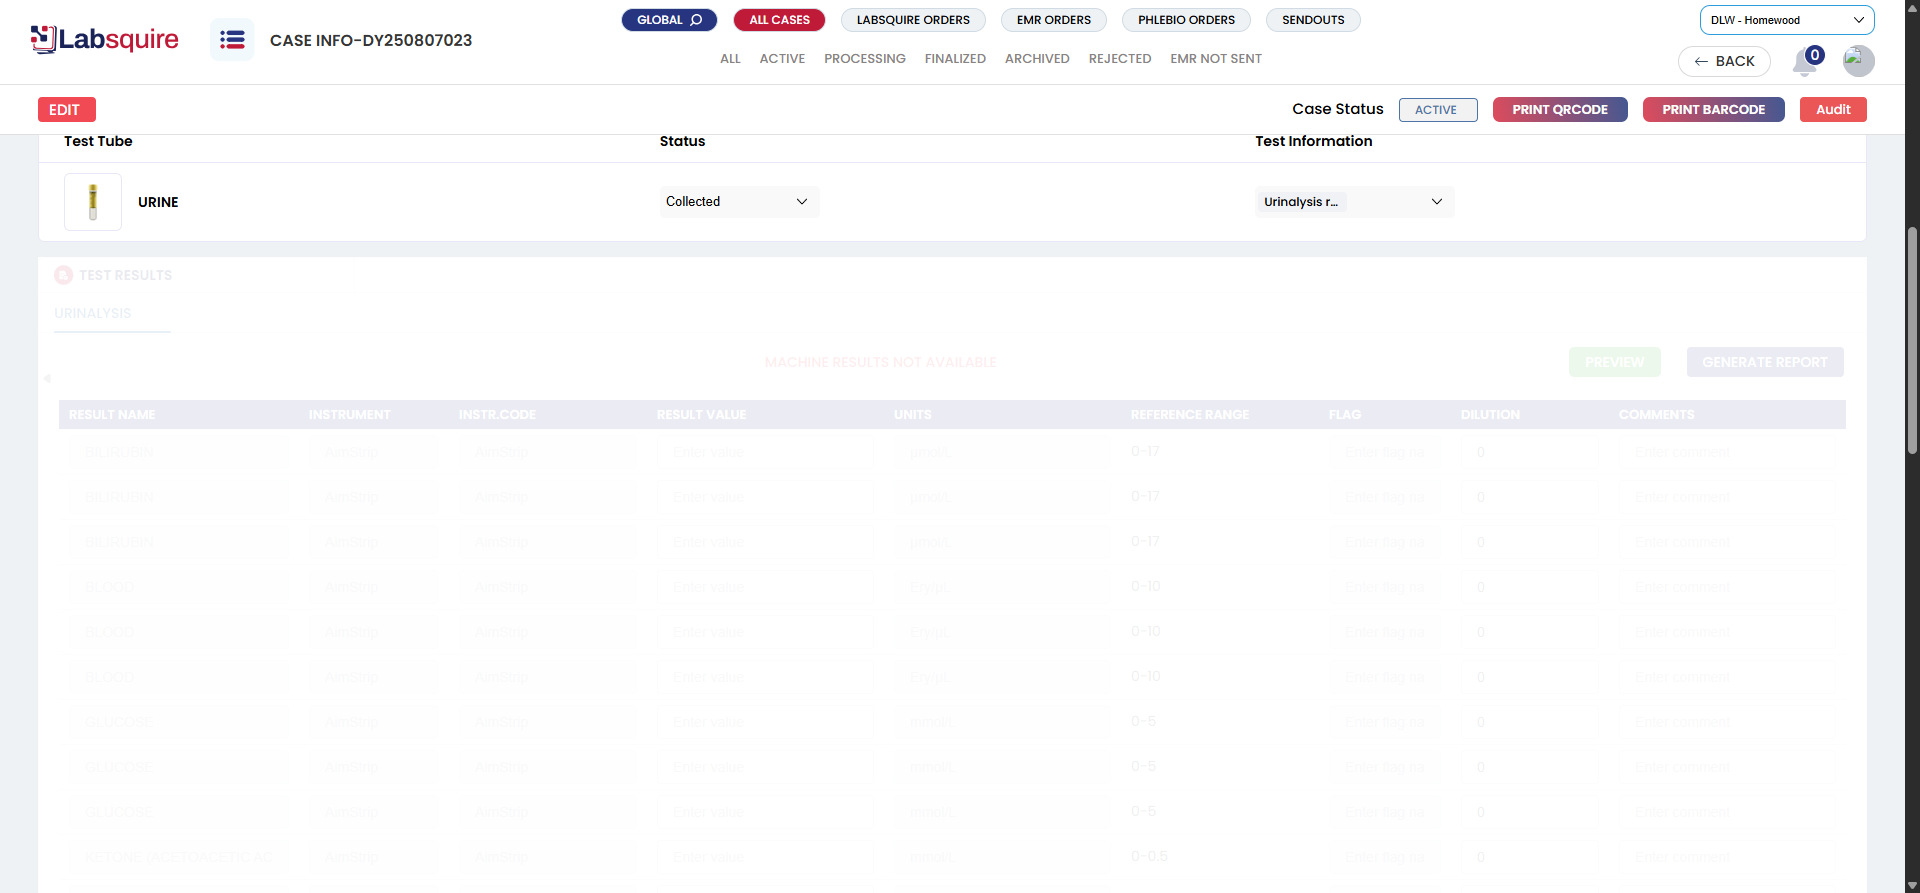 Labsquire
CASE INFO-DY250807023
GLOBAL
ALL CASES
LABSQUIRE ORDERS
EMR ORDERS
PHLEBIO ORDERS
SENDOUTS
DLW - Homewood
ALL
ACTIVE
PROCESSING
FINALIZED
ARCHIVED
REJECTED
EMR NOT SENT
BACK
0
EDIT
Case Status
ACTIVE
PRINT QRCODE
PRINT BARCODE
Audit
Test Tube Status Test Information
URINE Collected Urinalysis r...
TEST RESULTS
URINALYSIS
MACHINE RESULTS NOT AVAILABLE
PREVIEW
GENERATE REPORT
RESULT NAME INSTRUMENT INSTR.CODE RESULT VALUE UNITS REFERENCE RANGE FLAG DILUTION COMMENTS
BILIRUBIN AimStrip AimStrip Enter value µmol/L 0-17 Enter flag na 0 Enter comment
BILIRUBIN AimStrip AimStrip Enter value µmol/L 0-17 Enter flag na 0 Enter comment
BILIRUBIN AimStrip AimStrip Enter value µmol/L 0-17 Enter flag na 0 Enter comment
BLOOD AimStrip AimStrip Enter value Ery/µL 0-10 Enter flag na 0 Enter comment
BLOOD AimStrip AimStrip Enter value Ery/µL 0-10 Enter flag na 0 Enter comment
BLOOD AimStrip AimStrip Enter value Ery/µL 0-10 Enter flag na 0 Enter comment
GLUCOSE AimStrip AimStrip Enter value mmol/L 0-5 Enter flag na 0 Enter comment
GLUCOSE AimStrip AimStrip Enter value mmol/L 0-5 Enter flag na 0 Enter comment
GLUCOSE AimStrip AimStrip Enter value mmol/L 0-5 Enter flag na 0 Enter comment
KETONE (ACETOACETIC AC AimStrip AimStrip Enter value mmol/L 0-0.5 Enter flag na 0 Enter comment